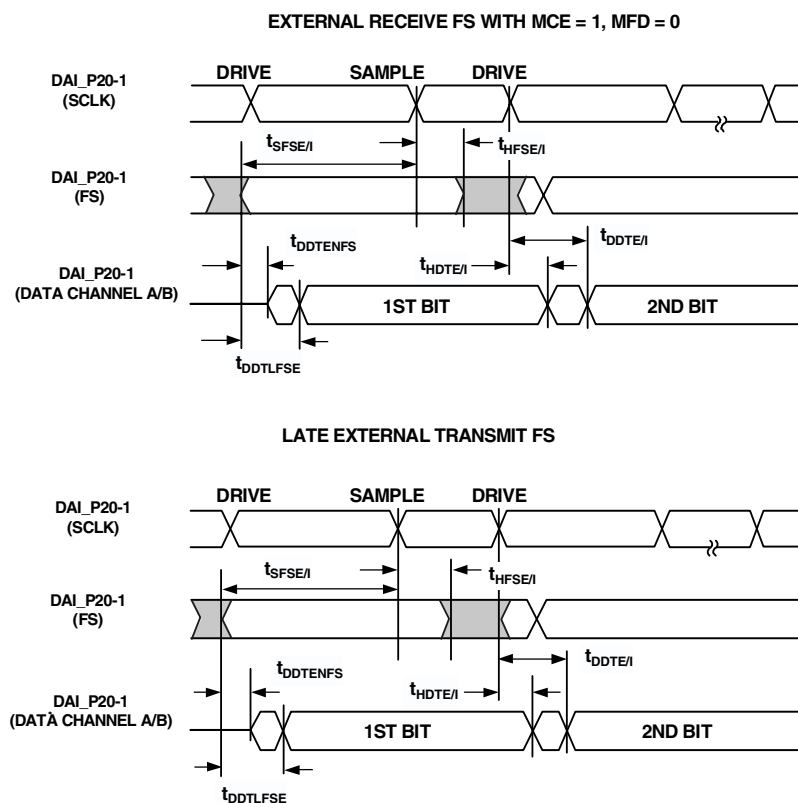 EXTERNAL RECEIVE FS WITH MCE = 1, MFD = 0
DAI_P20-1
(SCLK)
DRIVE SAMPLE DRIVE
tSFSE/I tHFSE/I
DAI_P20-1
(FS)
tDDTENFS tHDTE/I tDDTE/I
DAI_P20-1
(DATA CHANNEL A/B)
1ST BIT 2ND BIT
tDDTLFSE
LATE EXTERNAL TRANSMIT FS
DAI_P20-1
(SCLK)
DRIVE SAMPLE DRIVE
tSFSE/I tHFSE/I
DAI_P20-1
(FS)
tDDTENFS tHDTE/I tDDTE/I
DAI_P20-1
(DATA CHANNEL A/B)
1ST BIT 2ND BIT
tDDTLFSE